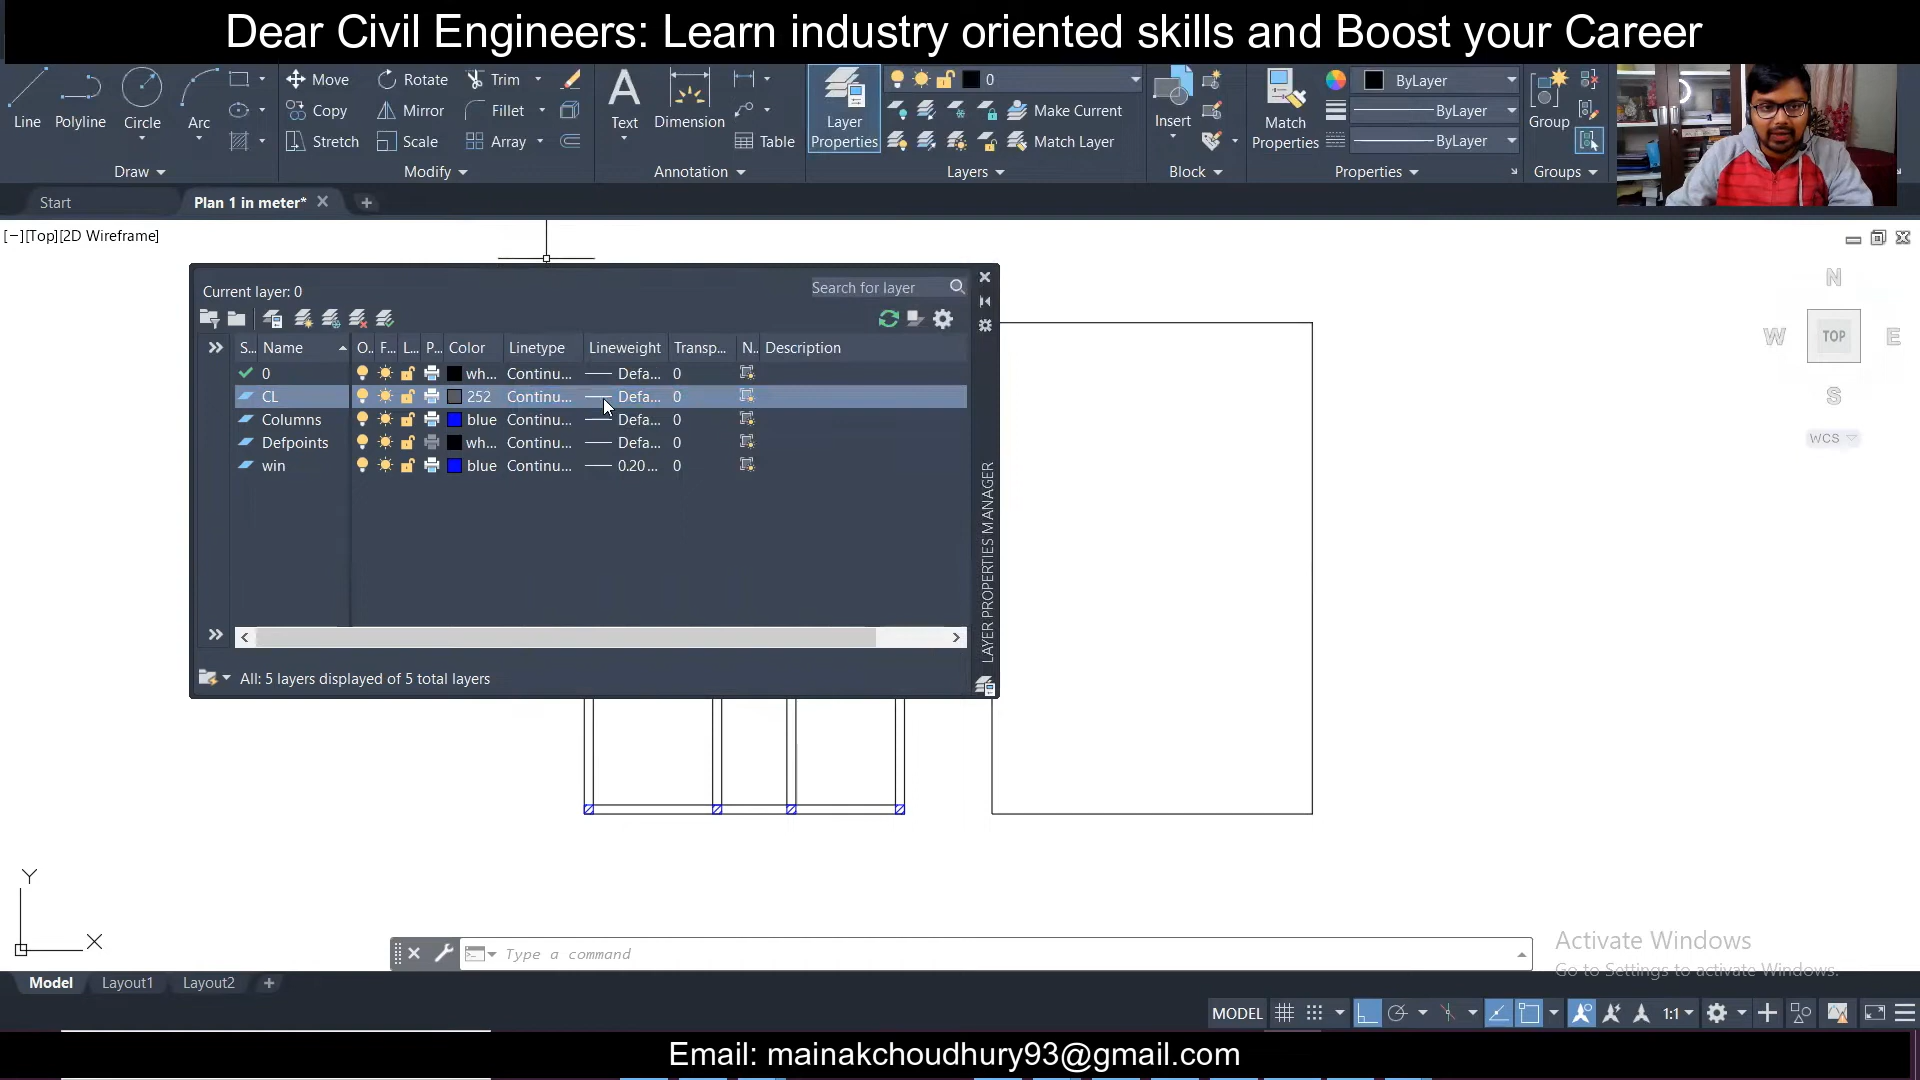 Dear Civil Engineers: Learn industry oriented skills and Boost your Career
Line
Polyline
Circle
Arc
Move
Rotate
Trim
Copy
Mirror
Fillet
Stretch
Scale
Array
Text
Dimension
Table
Layer
Properties
0
Make Current
Match Layer
Insert
Match
Properties
ByLayer
ByLayer
ByLayer
Group
Draw
Modify
Annotation
Layers
Block
Properties
Groups
Start
Plan 1 in meter*
[−][Top][2D Wireframe]
Current layer: 0
Search for layer
S.. Name O.. F... L... P... Color Linetype Lineweight Transp... N.. Description
0 wh... Continu... Defa... 0
CL 252 Continu... Defa... 0
Columns blue Continu... Defa... 0
Defpoints wh... Continu... Defa... 0
win blue Continu... 0.20 ... 0
All: 5 layers displayed of 5 total layers
LAYER PROPERTIES MANAGER
N
W
TOP
E
S
WCS
Y
X
Type a command
Activate Windows
Go to Settings to activate Windows.
Model
Layout1
Layout2
MODEL
1:1
Email: mainakchoudhury93@gmail.com